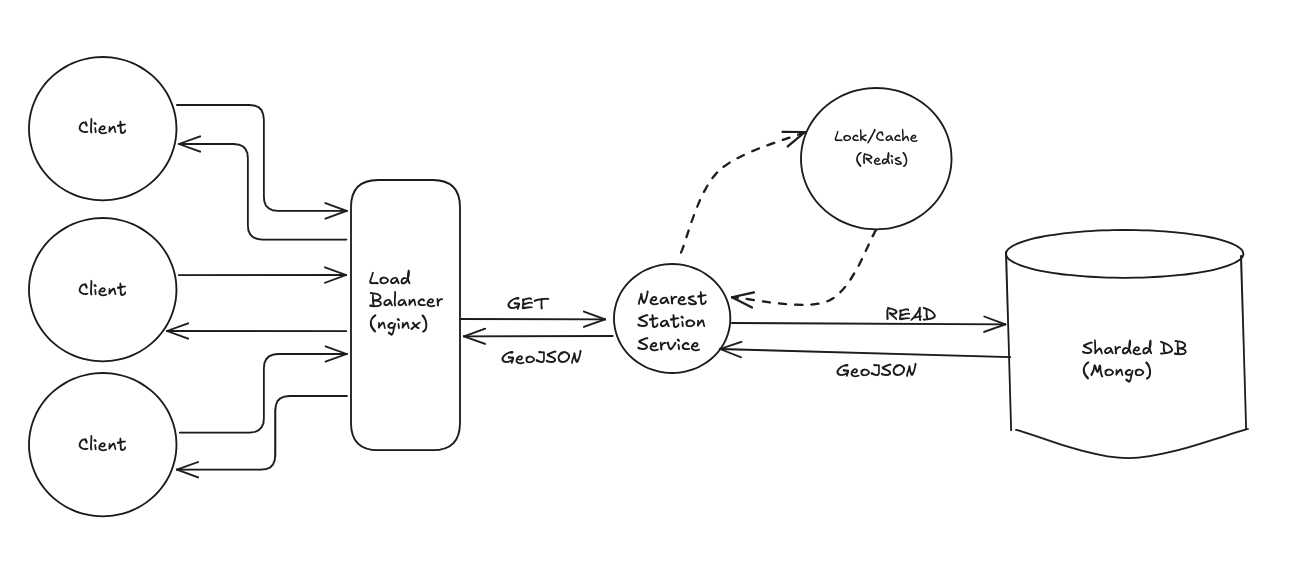 Client
Client
Client
Load
Balancer
(nginx)
GET
GeoJSON
Nearest
Station
Service
Lock/Cache
(Redis)
READ
GeoJSON
Sharded DB
(Mongo)